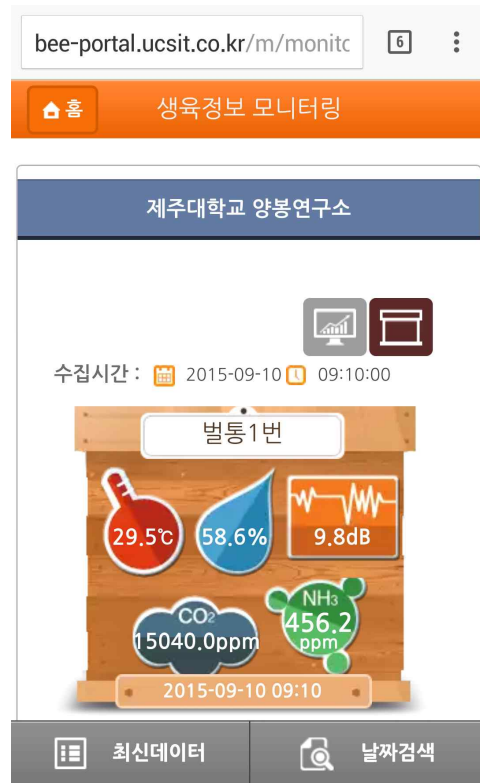 bee-portal.ucsit.co.kr/m/monitc
6
홈
생육정보 모니터링
제주대학교 양봉연구소
수집시간 : 2015-09-10 09:10:00
벌통1번
29.5℃ 58.6% 9.8dB
CO2
15040.0ppm
NH3
456.2
ppm
2015-09-10 09:10
최신데이터 날짜검색